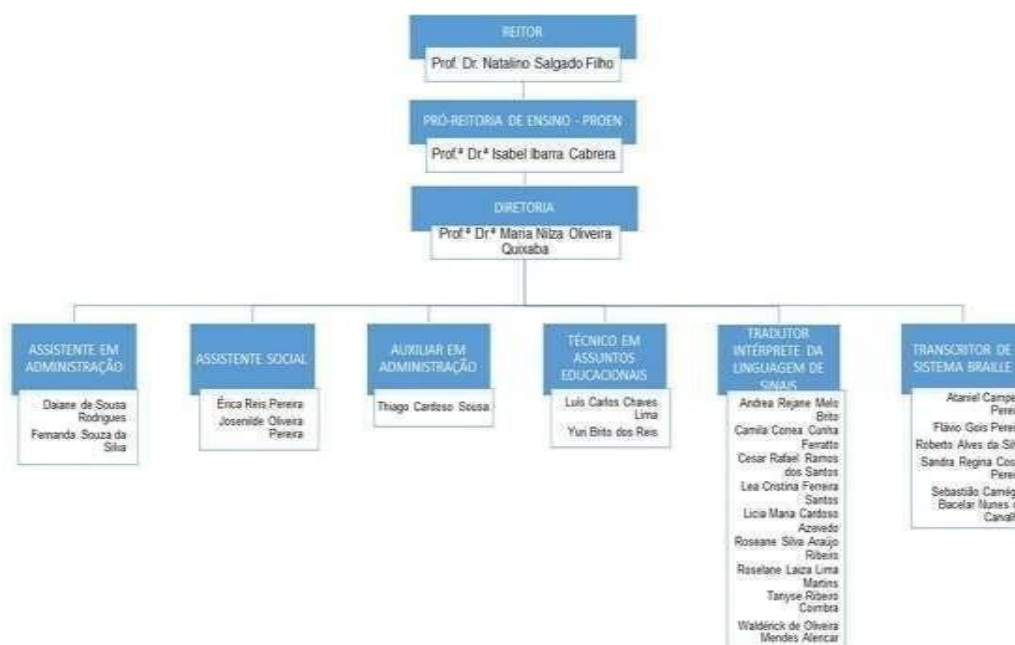 REITOR
Prof. Dr. Natalino Salgado Filho
PRÓ-REITORIA DE ENSINO - PROEN
Prof.ª Dr.ª Isabel Ibarra Cabrera
DIRETORIA
Prof.ª Dr.ª Maria Nilza Oliveira
Quixaba
ASSISTENTE EM
ADMINISTRAÇÃO
Daiane de Sousa
Rodrigues
Fernanda Souza da
Silva
ASSISTENTE SOCIAL
Érica Reis Pereira
Josenilde Oliveira
Pereira
AUXILIAR EM
ADMINISTRAÇÃO
Thiago Cardoso Sousa
TÉCNICO EM
ASSUNTOS
EDUCACIONAIS
Luís Carlos Chaves
Lima
Yuri Brito dos Reis
TRADUTOR
INTÉRPRETE DA
LINGUAGEM DE
SINAIS
Andrea Rejane Melo
Brito
Camila Correa Cunha
Ferratto
Cesar Rafael Ramos
dos Santos
Lea Cristina Ferreira
Santos
Licia Maria Cardoso
Azevedo
Roseane Silva Araújo
Ribeiro
Roselane Laiza Lima
Martins
Tanyse Ribeiro
Coimbra
Waldérick de Oliveira
Mendes Alencar
TRANSCRITOR DE
SISTEMA BRAILLE
Ataniel
Flávio Gois
Roberto Alves da
Sandra Regina
Sebastião
Bacelar Nunes